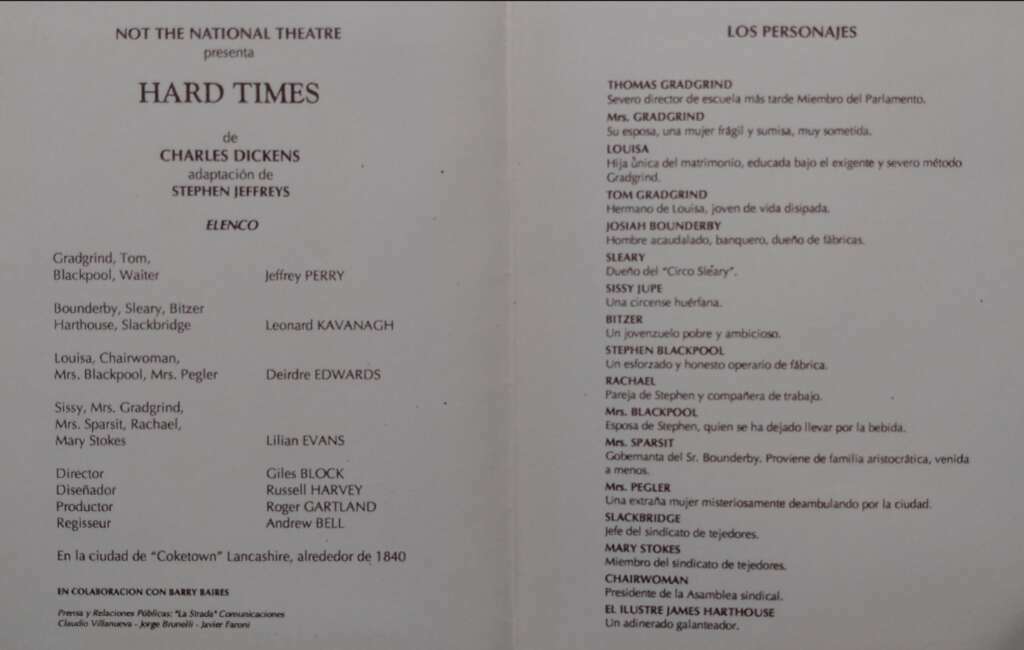 NOT THE NATIONAL THEATRE
presenta
HARD TIMES
de
CHARLES DICKENS
adaptación de
STEPHEN JEFFREYS
ELENCO
Gradgrind, Tom,
Blackpool, Waiter Jeffrey PERRY
Bounderby, Sleary, Bitzer
Harthouse, Slackbridge Leonard KAVANAGH
Louisa, Chairwoman,
Mrs. Blackpool, Mrs. Pegler Deirdre EDWARDS
Sissy, Mrs. Gradgrind,
Mrs. Sparsit, Rachael,
Mary Stokes Lilian EVANS
Director Giles BLOCK
Diseñador Russell HARVEY
Productor Roger GARTLAND
Regisseur Andrew BELL
En la ciudad de "Coketown" Lancashire, alrededor de 1840
EN COLABORACION CON BARRY BAIRES
Prensa y Relaciones Públicas: "La Strada" Comunicaciones
Claudio Villanueva - Jorge Brunelli - Javier Faroni
LOS PERSONAJES
THOMAS GRADGRIND
Severo director de escuela más tarde Miembro del Parlamento.
Mrs. GRADGRIND
Su esposa, una mujer frágil y sumisa, muy sometida.
LOUISA
Hija única del matrimonio, educada bajo el exigente y severo método
Gradgrind.
TOM GRADGRIND
Hermano de Louisa, joven de vida disipada.
JOSIAH BOUNDERBY
Hombre acaudalado, banquero, dueño de fábricas.
SLEARY
Dueño del "Circo Sleary".
SISSY JUPE
Una circense huérfana.
BITZER
Un jovenzuelo pobre y ambicioso.
STEPHEN BLACKPOOL
Un esforzado y honesto operario de fábrica.
RACHAEL
Pareja de Stephen y compañera de trabajo.
Mrs. BLACKPOOL
Esposa de Stephen, quien se ha dejado llevar por la bebida.
Mrs. SPARSIT
Gobernanta del Sr. Bounderby. Proviene de familia aristocrática, venida
a menos.
Mrs. PEGLER
Una extraña mujer misteriosamente deambulando por la ciudad.
SLACKBRIDGE
Jefe del sindicato de tejedores.
MARY STOKES
Miembro del sindicato de tejedores.
CHAIRWOMAN
Presidente de la Asamblea sindical.
EL ILUSTRE JAMES HARTHOUSE
Un adinerado galanteador.